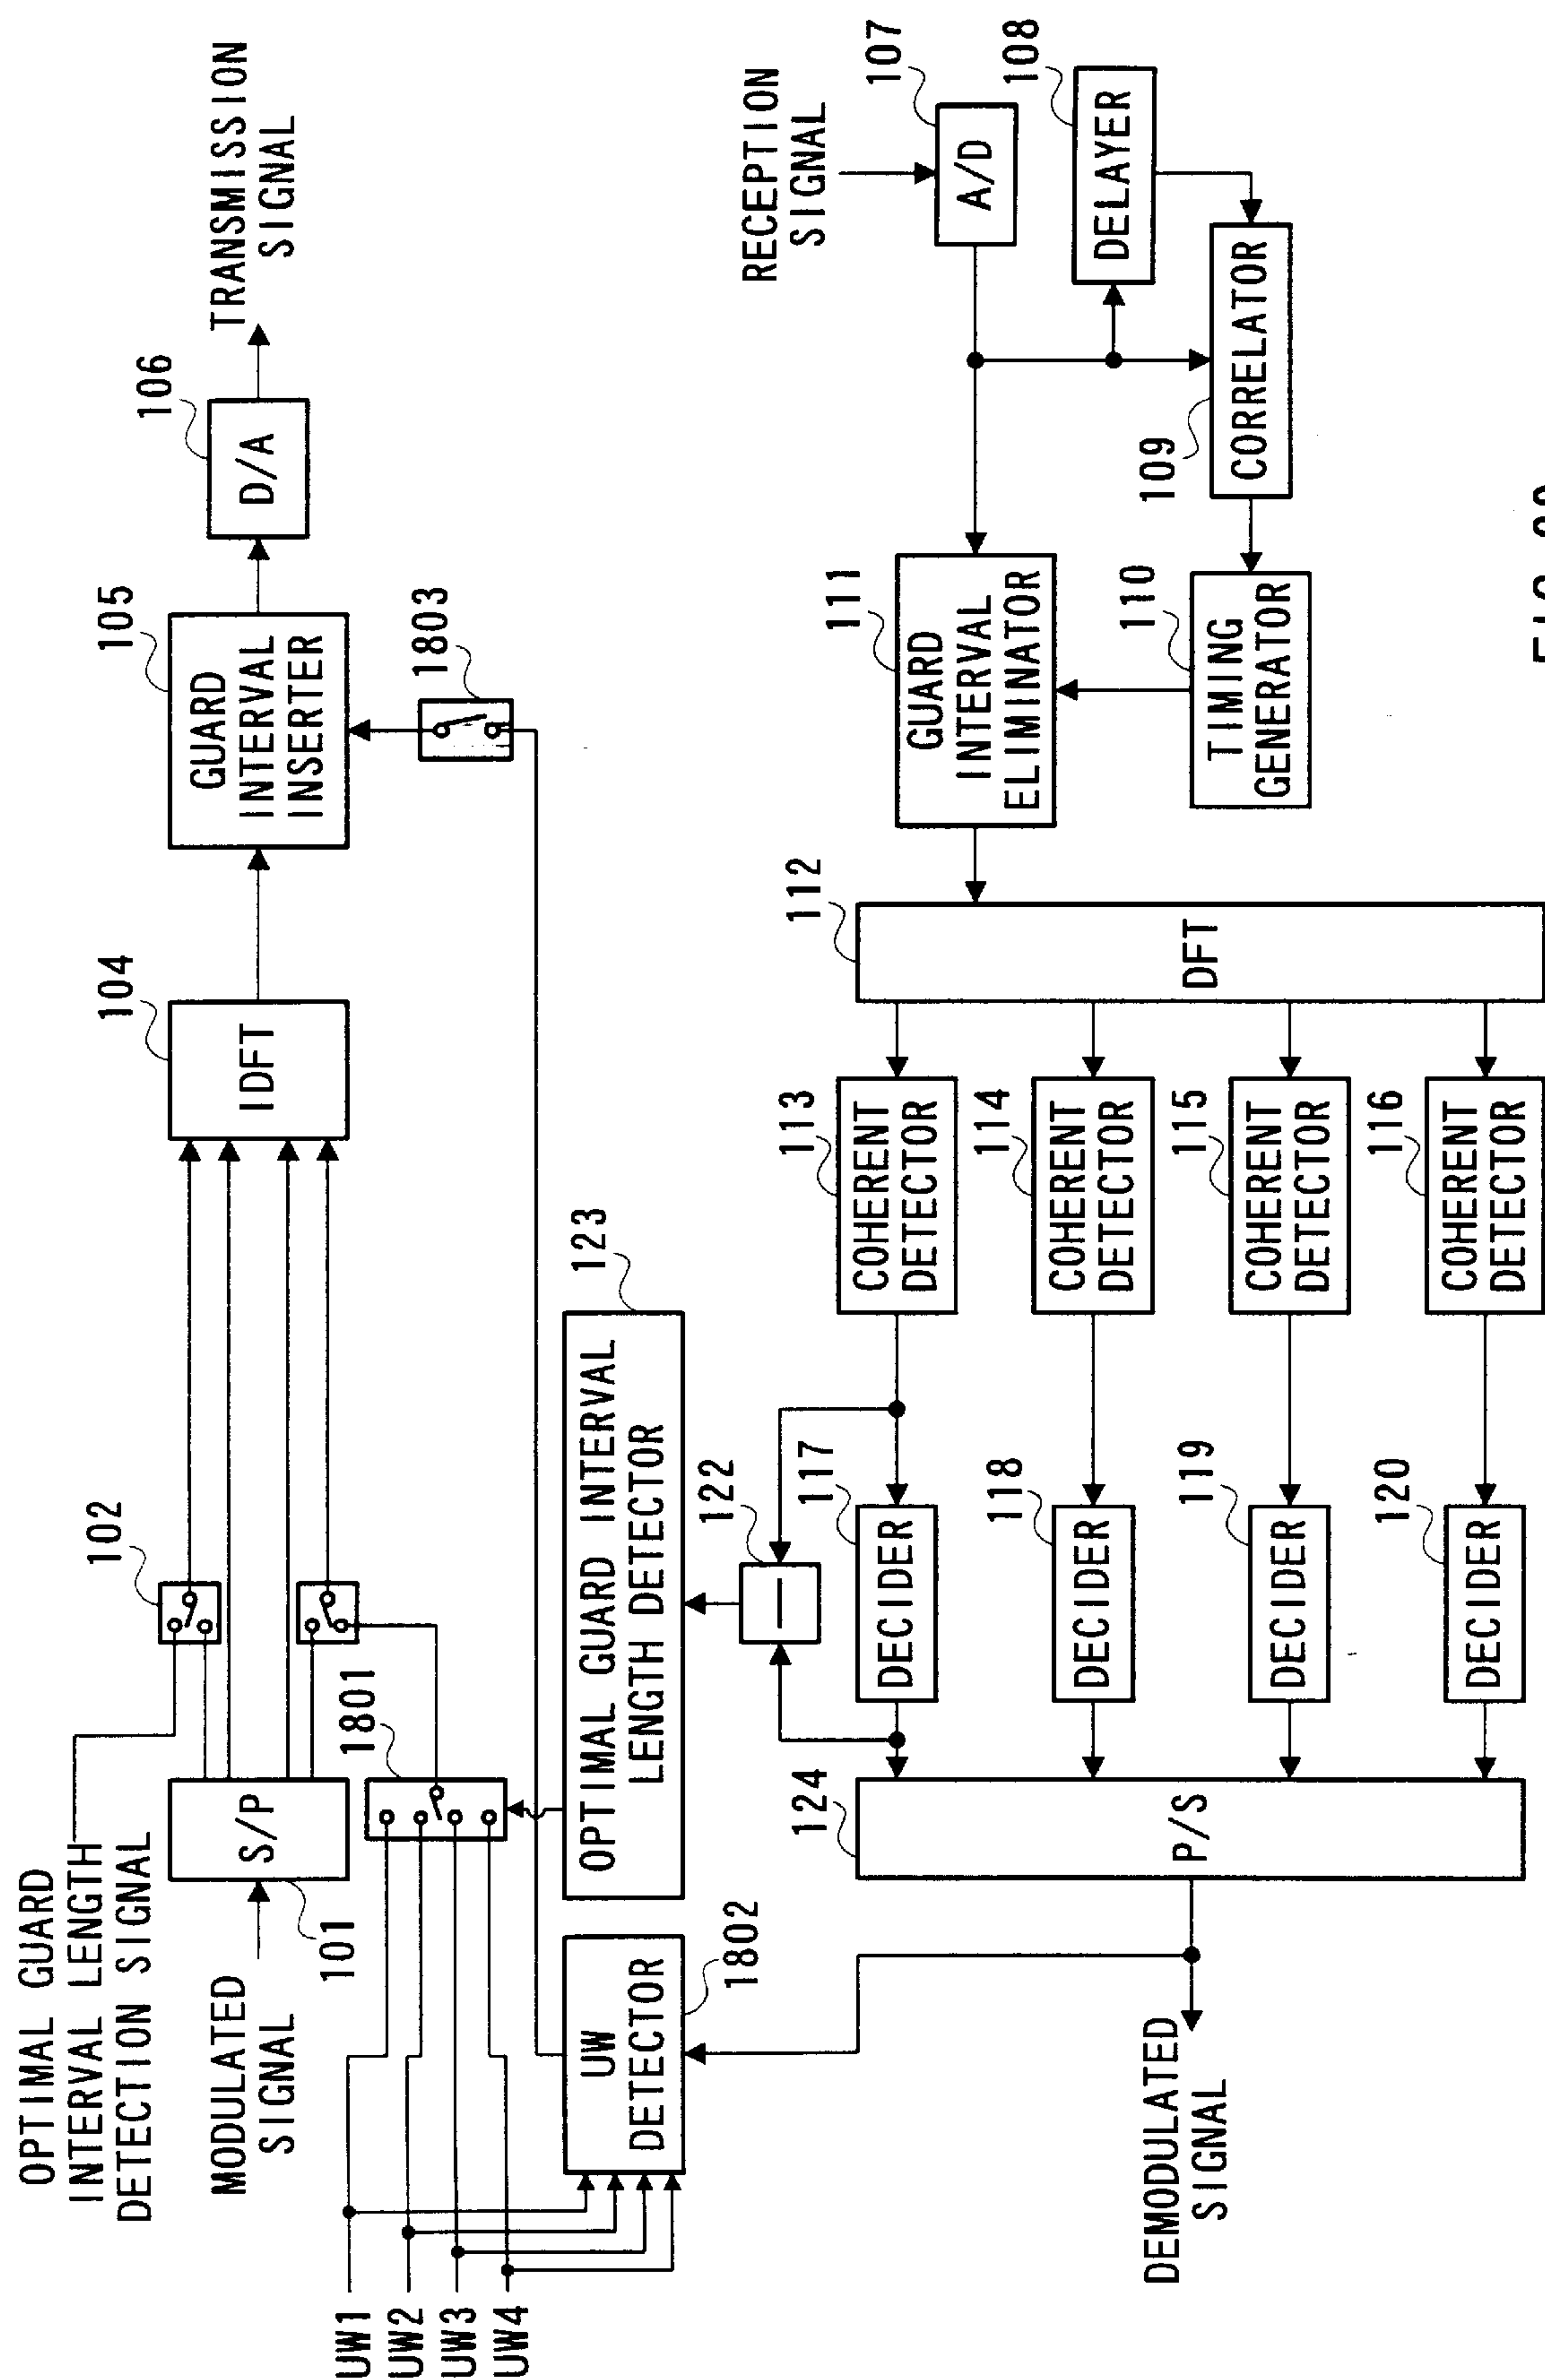 OPTIMAL GUARD
INTERVAL LENGTH
DETECTION SIGNAL
MODULATED
SIGNAL
101
S/P
102
104
IDFT
105
GUARD
INTERVAL
INSERTER
106
D/A
TRANSMISSION
SIGNAL
1803
UW1
UW2
UW3
UW4
1801
UW
DETECTOR
1802
123
OPTIMAL GUARD INTERVAL
LENGTH DETECTOR
122
RECEPTION
SIGNAL
107
A/D
108
DELAYER
109
CORRELATOR
110
TIMING
GENERATOR
111
GUARD
INTERVAL
ELIMINATOR
112
DFT
113
COHERENT
DETECTOR
114
COHERENT
DETECTOR
115
COHERENT
DETECTOR
116
COHERENT
DETECTOR
117
DECIDER
118
DECIDER
119
DECIDER
120
DECIDER
124
P/S
DEMODULATED
SIGNAL